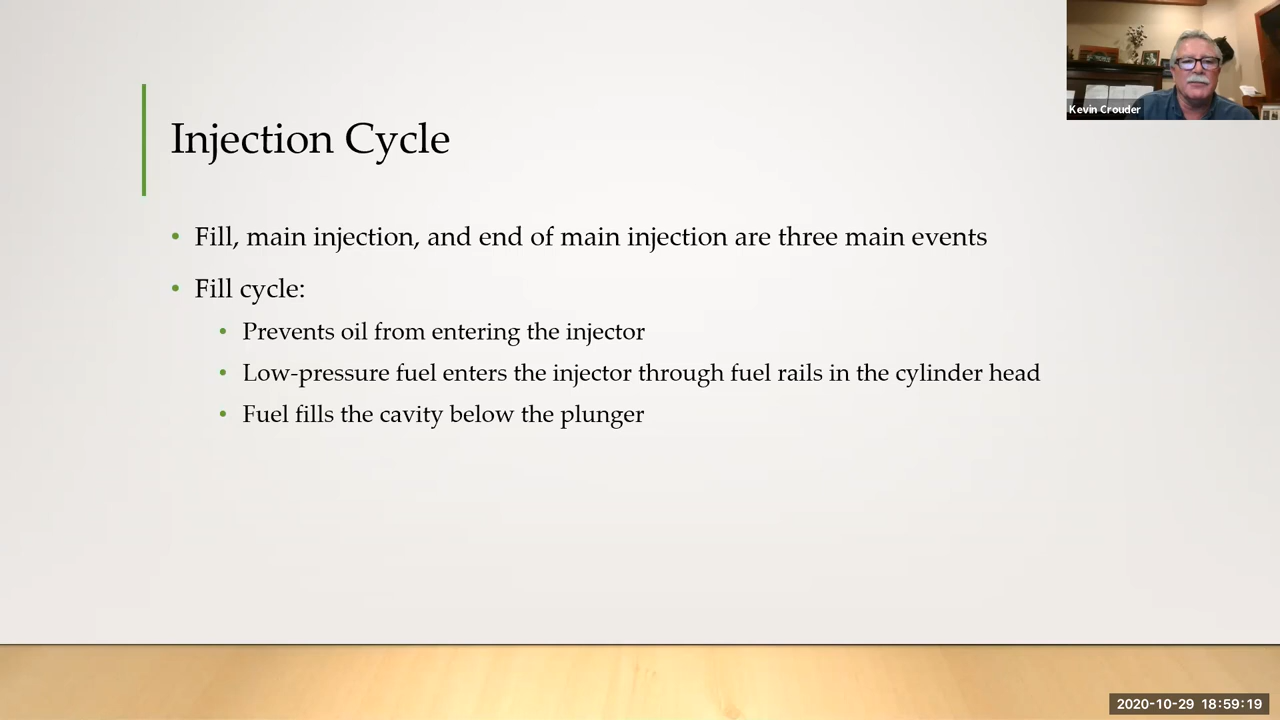 Kevin Crouder
Injection Cycle
• Fill, main injection, and end of main injection are three main events
• Fill cycle:
• Prevents oil from entering the injector
• Low-pressure fuel enters the injector through fuel rails in the cylinder head
• Fuel fills the cavity below the plunger
2020-10-29 18:59:19